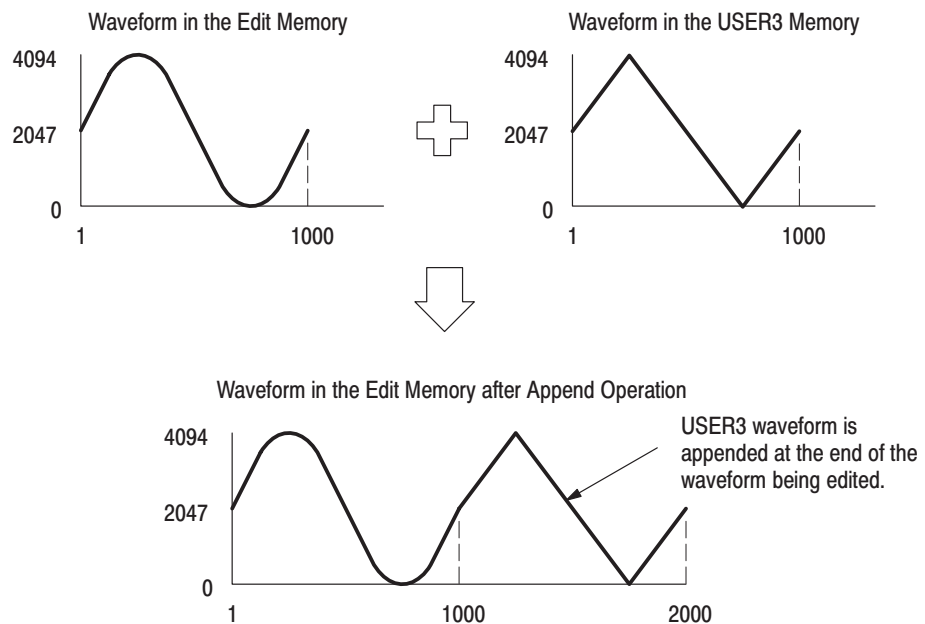 Waveform in the Edit Memory
4094
2047
0
1
1000
Waveform in the USER3 Memory
4094
2047
0
1
1000
Waveform in the Edit Memory after Append Operation
4094
2047
0
1
1000
2000
USER3 waveform is
appended at the end of the
waveform being edited.